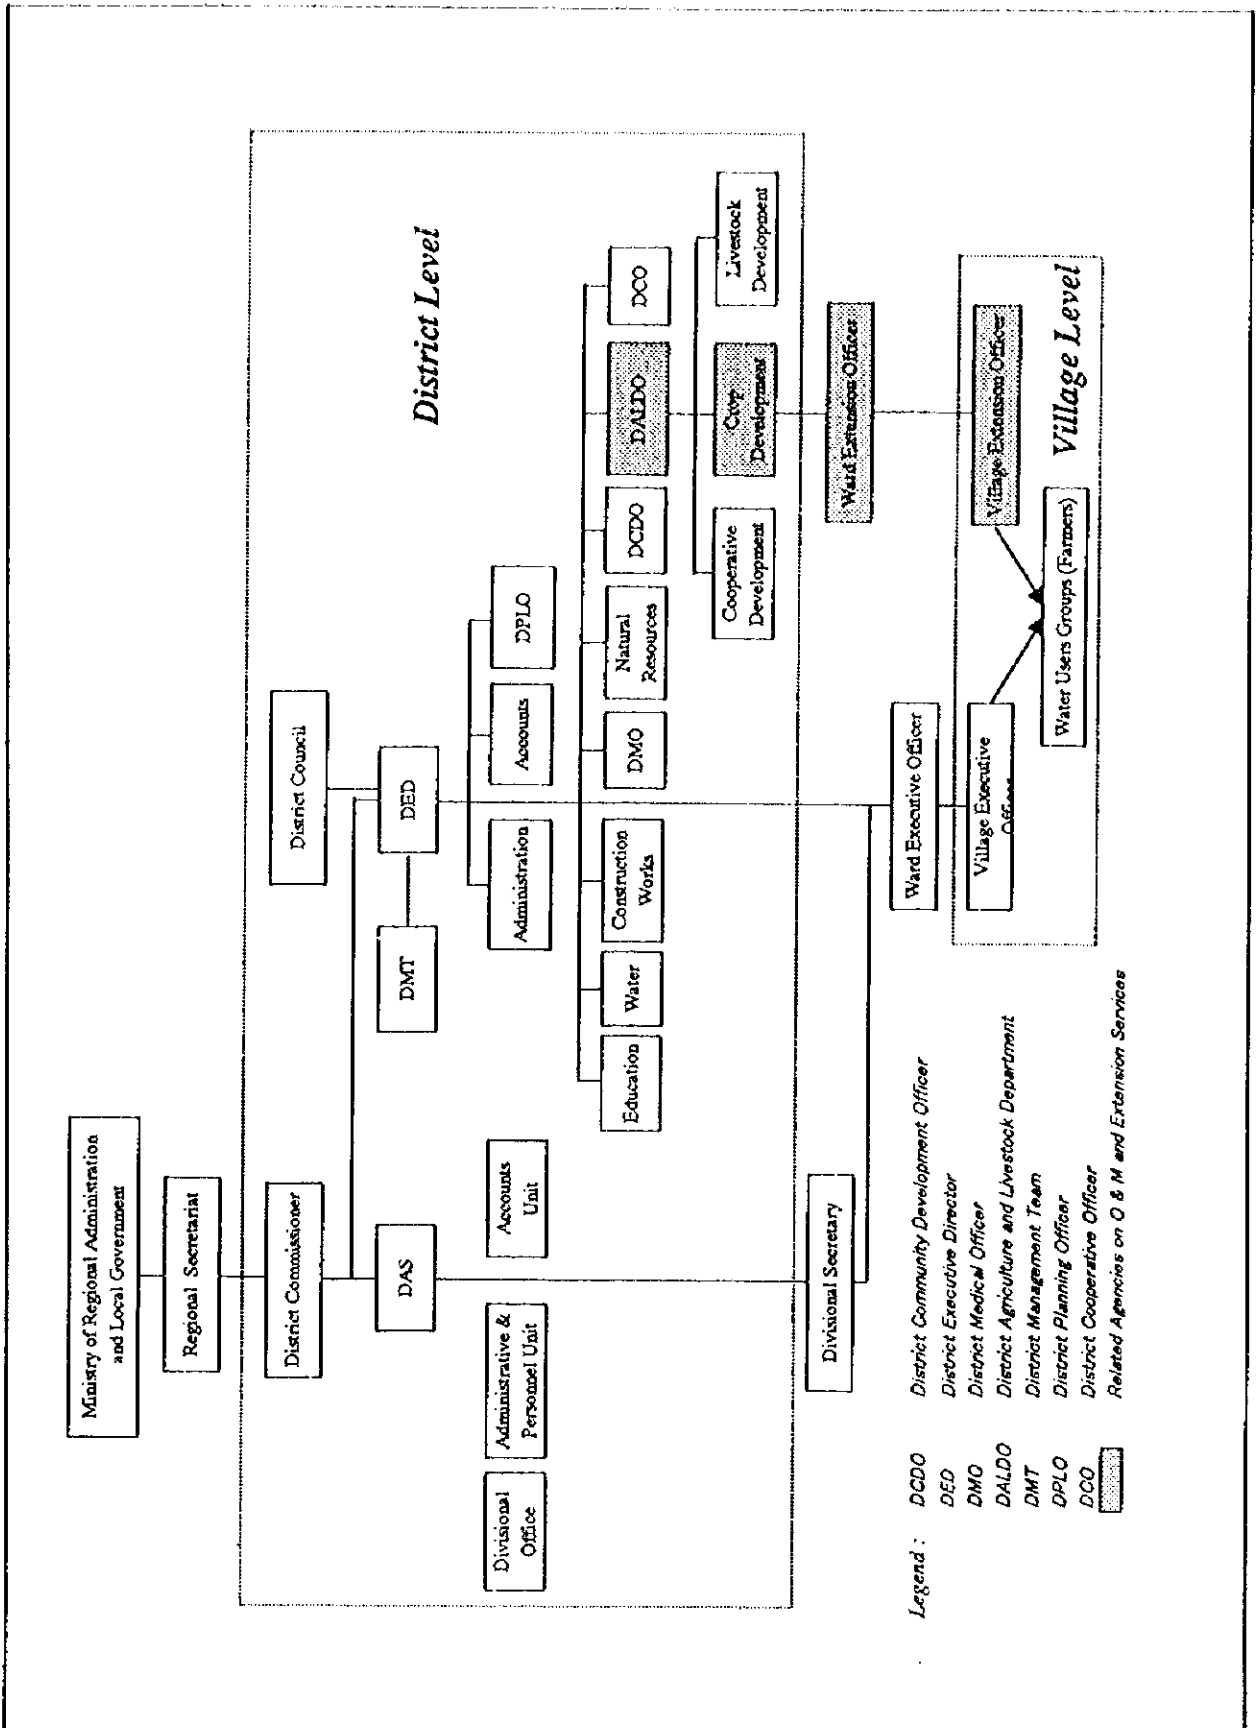 Ministry of Regional Administration
and Local Government
Regional Secretariat
District Commissioner
District Council
District Level
DAS
DMT
DED
Divisional
Office
Administrative &
Personnel Unit
Accounts
Unit
Administration
Accounts
DPLO
Education
Water
Construction
Works
DMO
Natural
Resources
DCDO
DALDO
DCO
Cooperative
Development
Crop
Development
Livestock
Development
Divisional Secretary
Ward Extension Officer
Ward Executive Officer
Village Executive
Officer
Village Extension Officer
Water Users Groups (Farmers)
Village Level
Legend :
DCDO District Community Development Officer
DED District Executive Director
DMO District Medical Officer
DALDO District Agriculture and Livestock Department
DMT District Management Team
DPLO District Planning Officer
DCO District Cooperative Officer
Related Agencies on O & M and Extension Services